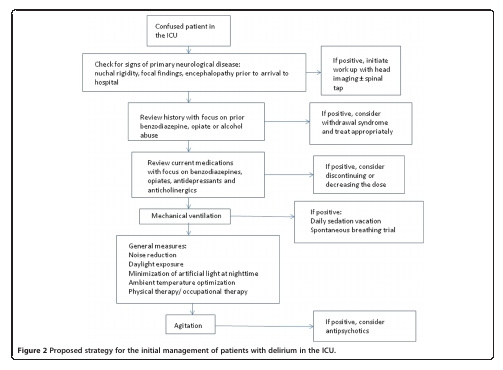 Confused patient in
the ICU
Check for signs of primary neurological disease:
nuchal rigidity, focal findings, encephalopathy prior to arrival to
hospital
If positive, initiate
work up with head
imaging ± spinal
tap
Review history with focus on prior
benzodiazepine, opiate or alcohol
abuse
If positive, consider
withdrawal syndrome
and treat appropriately
Review current medications
with focus on benzodiazepines,
opiates, antidepressants and
anticholinergics
If positive, consider
discontinuing or
decreasing the dose
Mechanical ventilation
If positive:
Daily sedation vacation
Spontaneous breathing trial
General measures:
Noise reduction
Daylight exposure
Minimization of artificial light at nighttime
Ambient temperature optimization
Physical therapy/ occupational therapy
Agitation
If positive, consider
antipsychotics
Figure 2 Proposed strategy for the initial management of patients with delirium in the ICU.